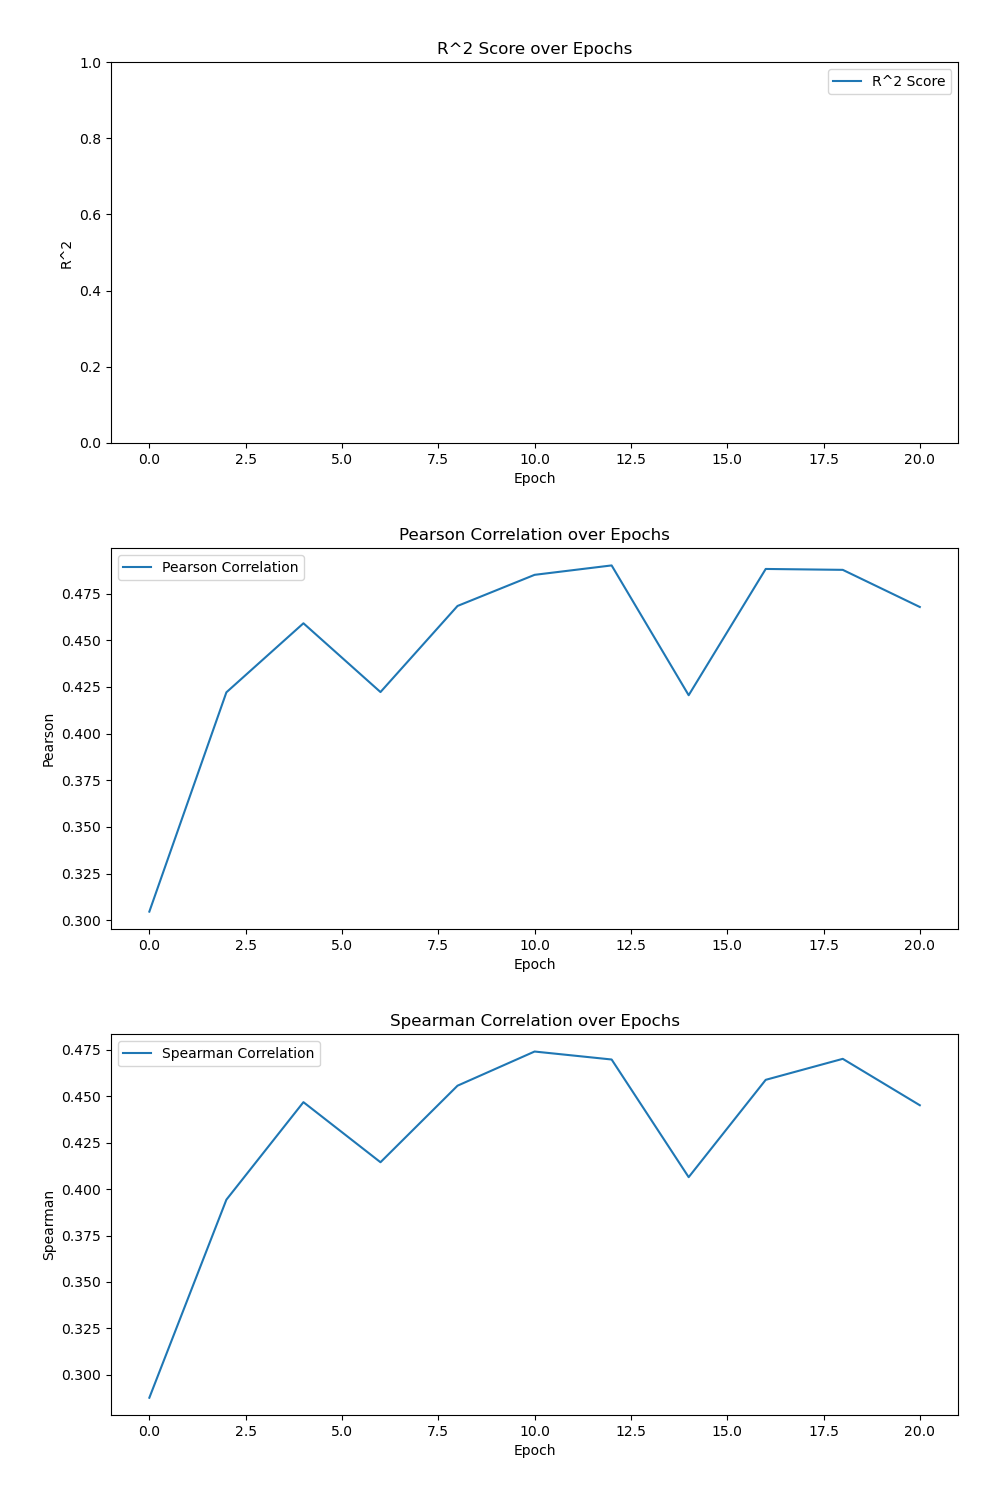 R^2 Score over Epochs
1.0
R^2 Score
0.8
0.6
R^2
0.4
0.2
0.0
0.0 2.5 5.0 7.5 10.0 12.5 15.0 17.5 20.0
Epoch
Pearson Correlation over Epochs
Pearson Correlation
0.475
0.450
0.425
0.400
Pearson
0.375
0.350
0.325
0.300
0.0 2.5 5.0 7.5 10.0 12.5 15.0 17.5 20.0
Epoch
Spearman Correlation over Epochs
Spearman Correlation
0.475
0.450
0.425
0.400
Spearman
0.375
0.350
0.325
0.300
0.0 2.5 5.0 7.5 10.0 12.5 15.0 17.5 20.0
Epoch